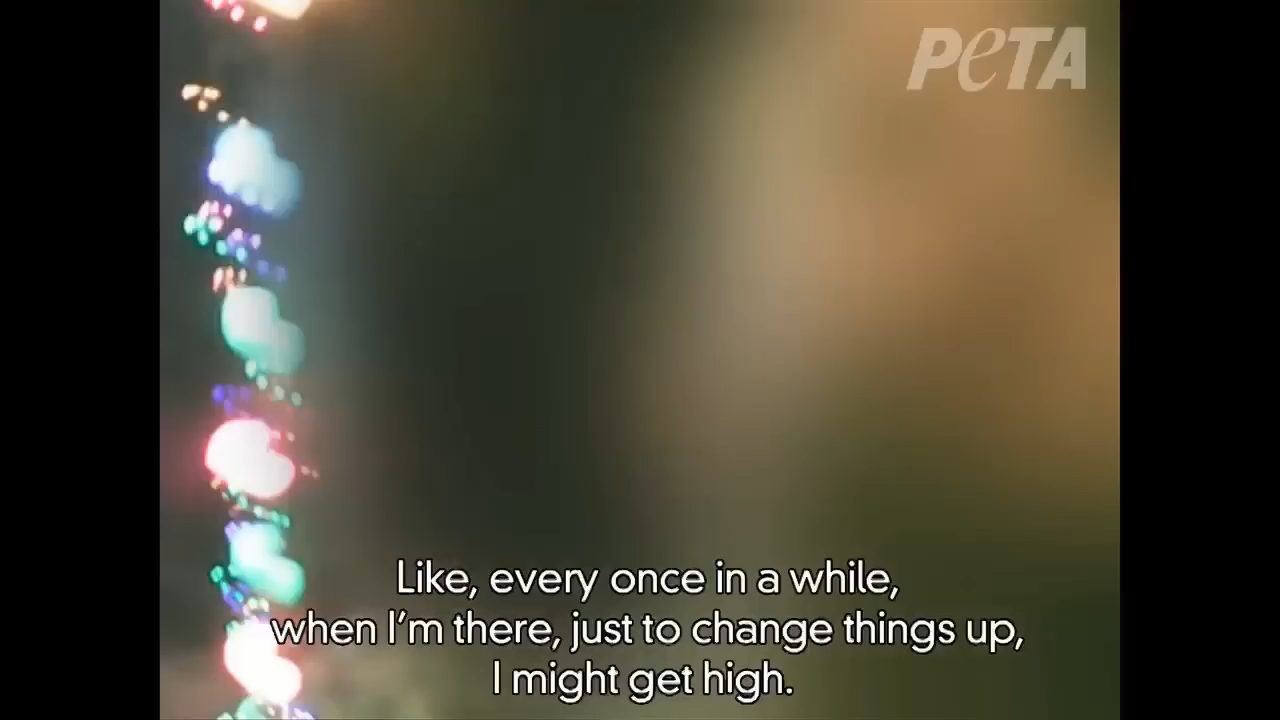 PeTA
Like, every once in a while,
when I'm there, just to change things up,
I might get high.